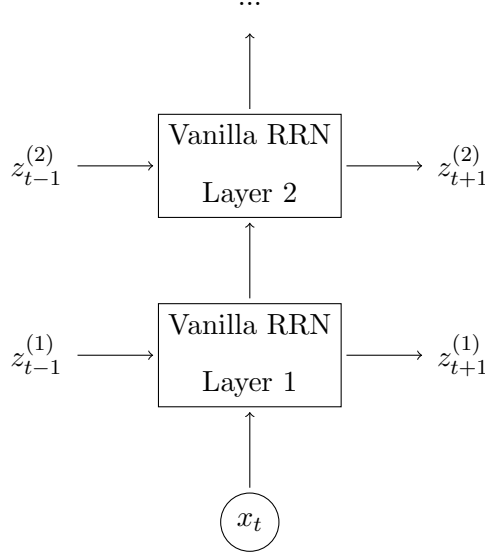 ...
Vanilla RRN
z_{t-1}^{(2)} z_{t+1}^{(2)}
Layer 2
Vanilla RRN
z_{t-1}^{(1)} z_{t+1}^{(1)}
Layer 1
x_t